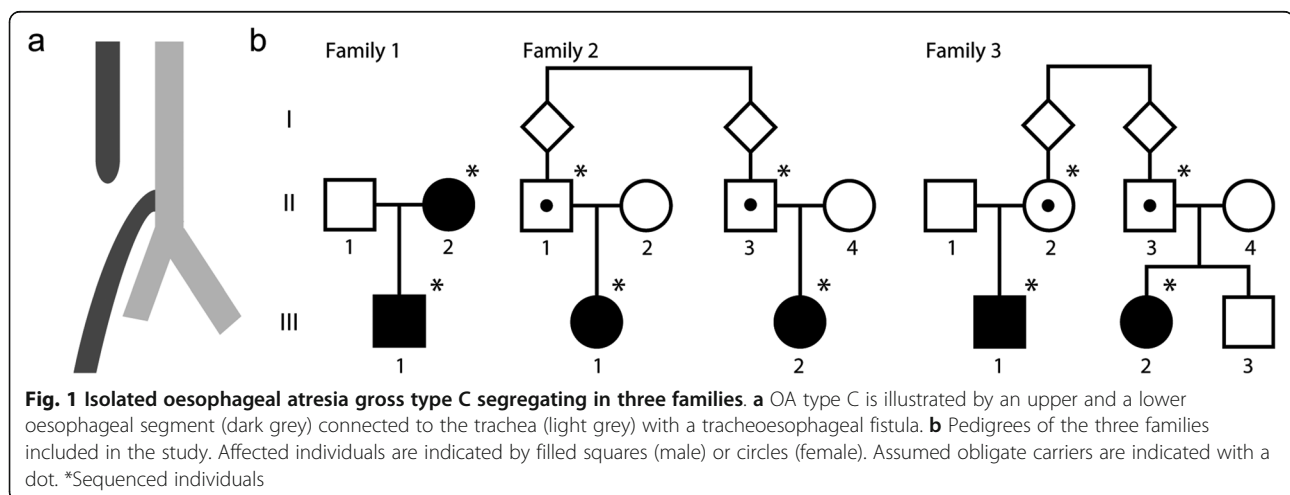 a
b
Family 1
Family 2
Family 3
I
* * * * *
II
1 2 1 2 3 4 1 2 3 4
* * * * *
III
1 1 2 1 2 3
Fig. 1 Isolated oesophageal atresia gross type C segregating in three families. a OA type C is illustrated by an upper and a lower
oesophageal segment (dark grey) connected to the trachea (light grey) with a tracheoesophageal fistula. b Pedigrees of the three families
included in the study. Affected individuals are indicated by filled squares (male) or circles (female). Assumed obligate carriers are indicated with a
dot. *Sequenced individuals